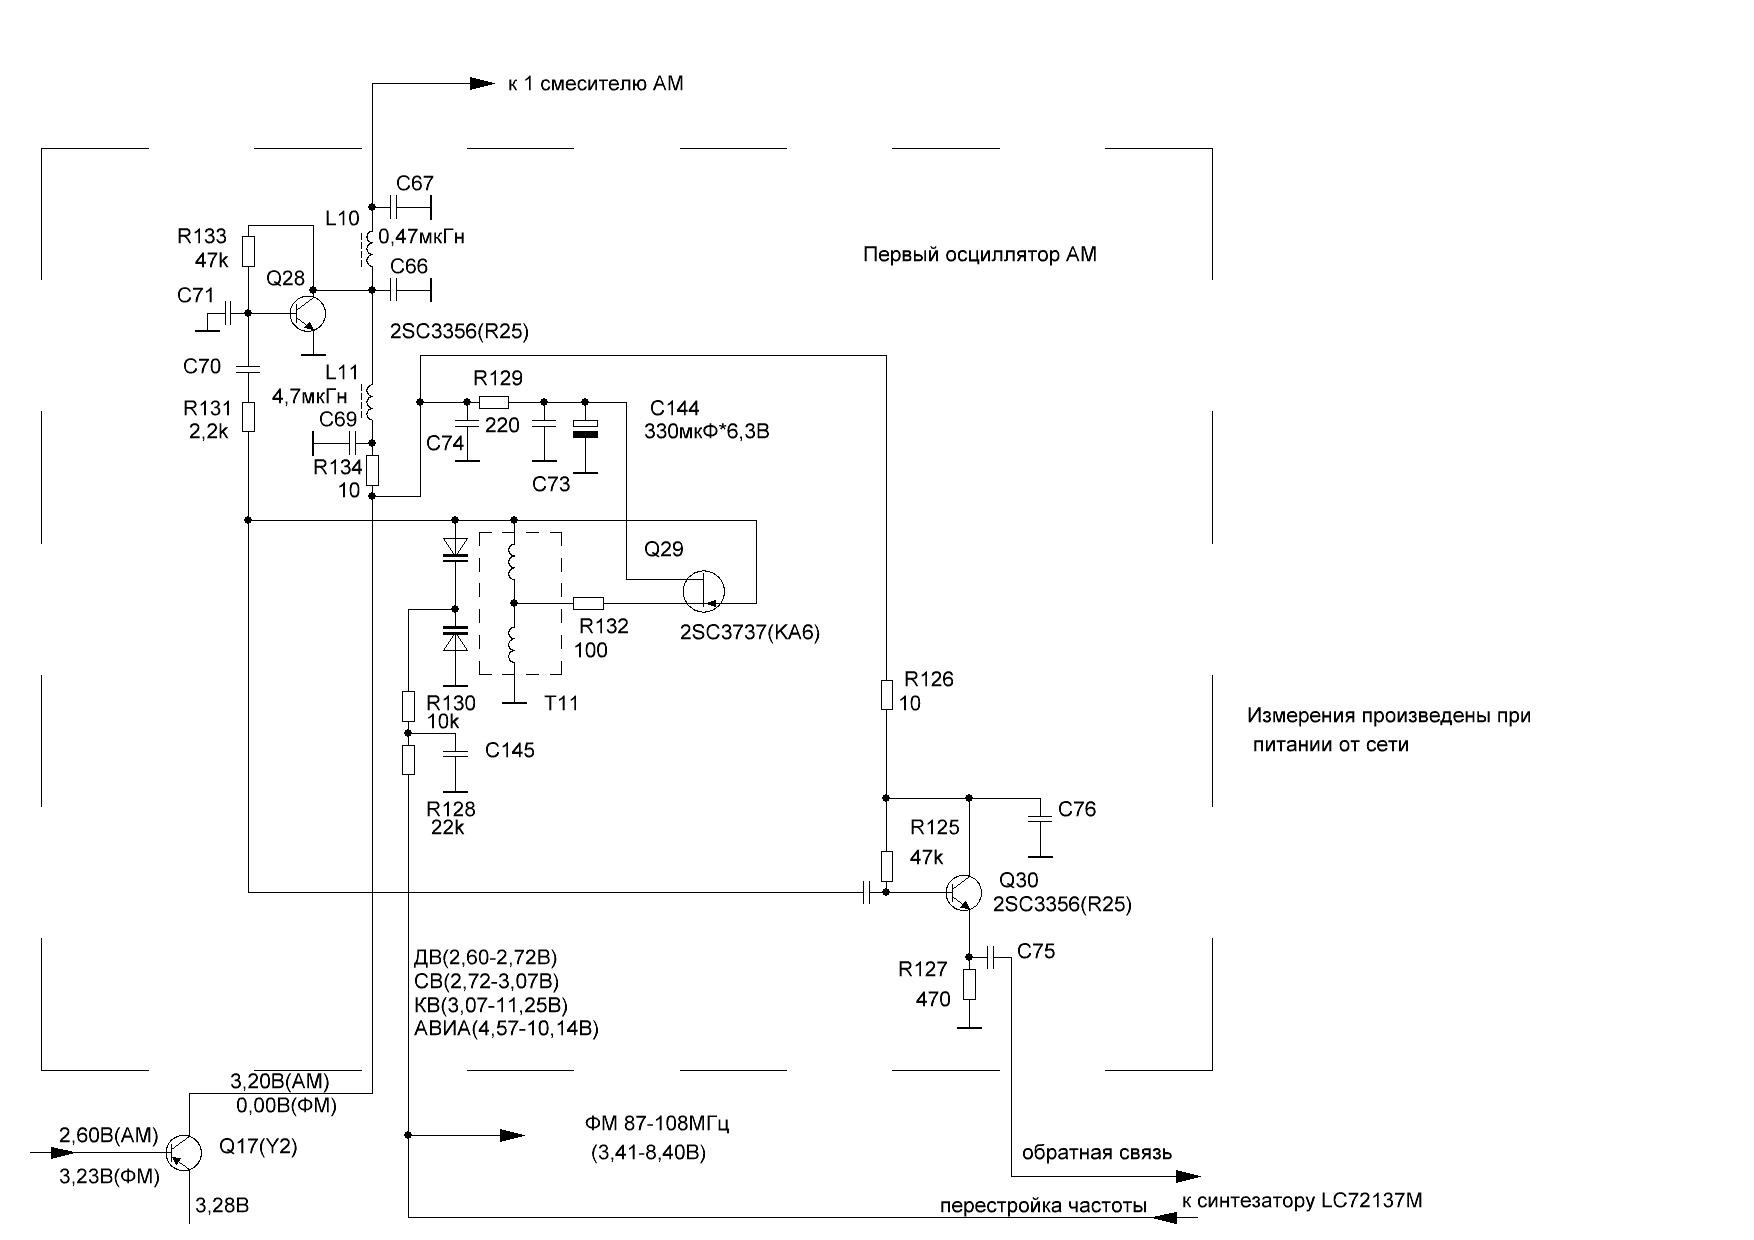 к 1 смесителю АМ
C67
L10
0,47мкГн
R133
47k
Q28
C66
Первый осциллятор АМ
C71
2SC3356(R25)
C70
L11
4,7мкГн
R129
220
R131
2,2k
C69
C74
C144
330мкФ*6,3В
R134
10
C73
Q29
R132
100
2SC3737(KA6)
R130
10k
T11
R126
10
Измерения произведены при
питании от сети
C145
R128
22k
C76
R125
47k
Q30
2SC3356(R25)
C75
R127
470
ДВ(2,60-2,72В)
СВ(2,72-3,07В)
КВ(3,07-11,25В)
АВИА(4,57-10,14В)
3,20В(АМ)
0,00В(ФМ)
2,60В(АМ)
Q17(Y2)
3,23В(ФМ)
3,28В
ФМ 87-108МГц
(3,41-8,40В)
обратная связь
перестройка частоты
к синтезатору LC72137M